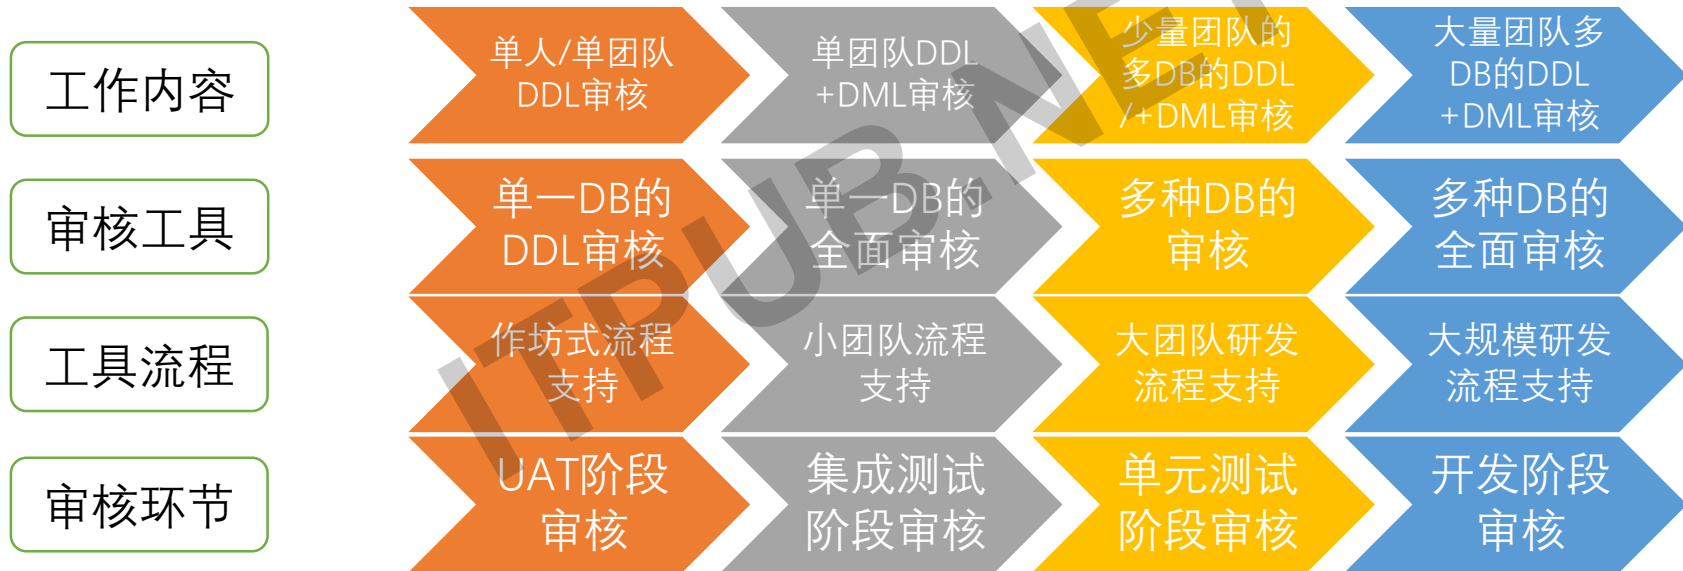 工作内容
单人/单团队
DDL审核
单团队DDL
+DML审核
少量团队的
多DB的DDL
/+DML审核
大量团队多
DB的DDL
+DML审核
审核工具
单一DB的
DDL审核
单一DB的
全面审核
多种DB的
审核
多种DB的
全面审核
工具流程
作坊式流程
支持
小团队流程
支持
大团队研发
流程支持
大规模研发
流程支持
审核环节
UAT阶段
审核
集成测试
阶段审核
单元测试
阶段审核
开发阶段
审核
ITPUB.NET